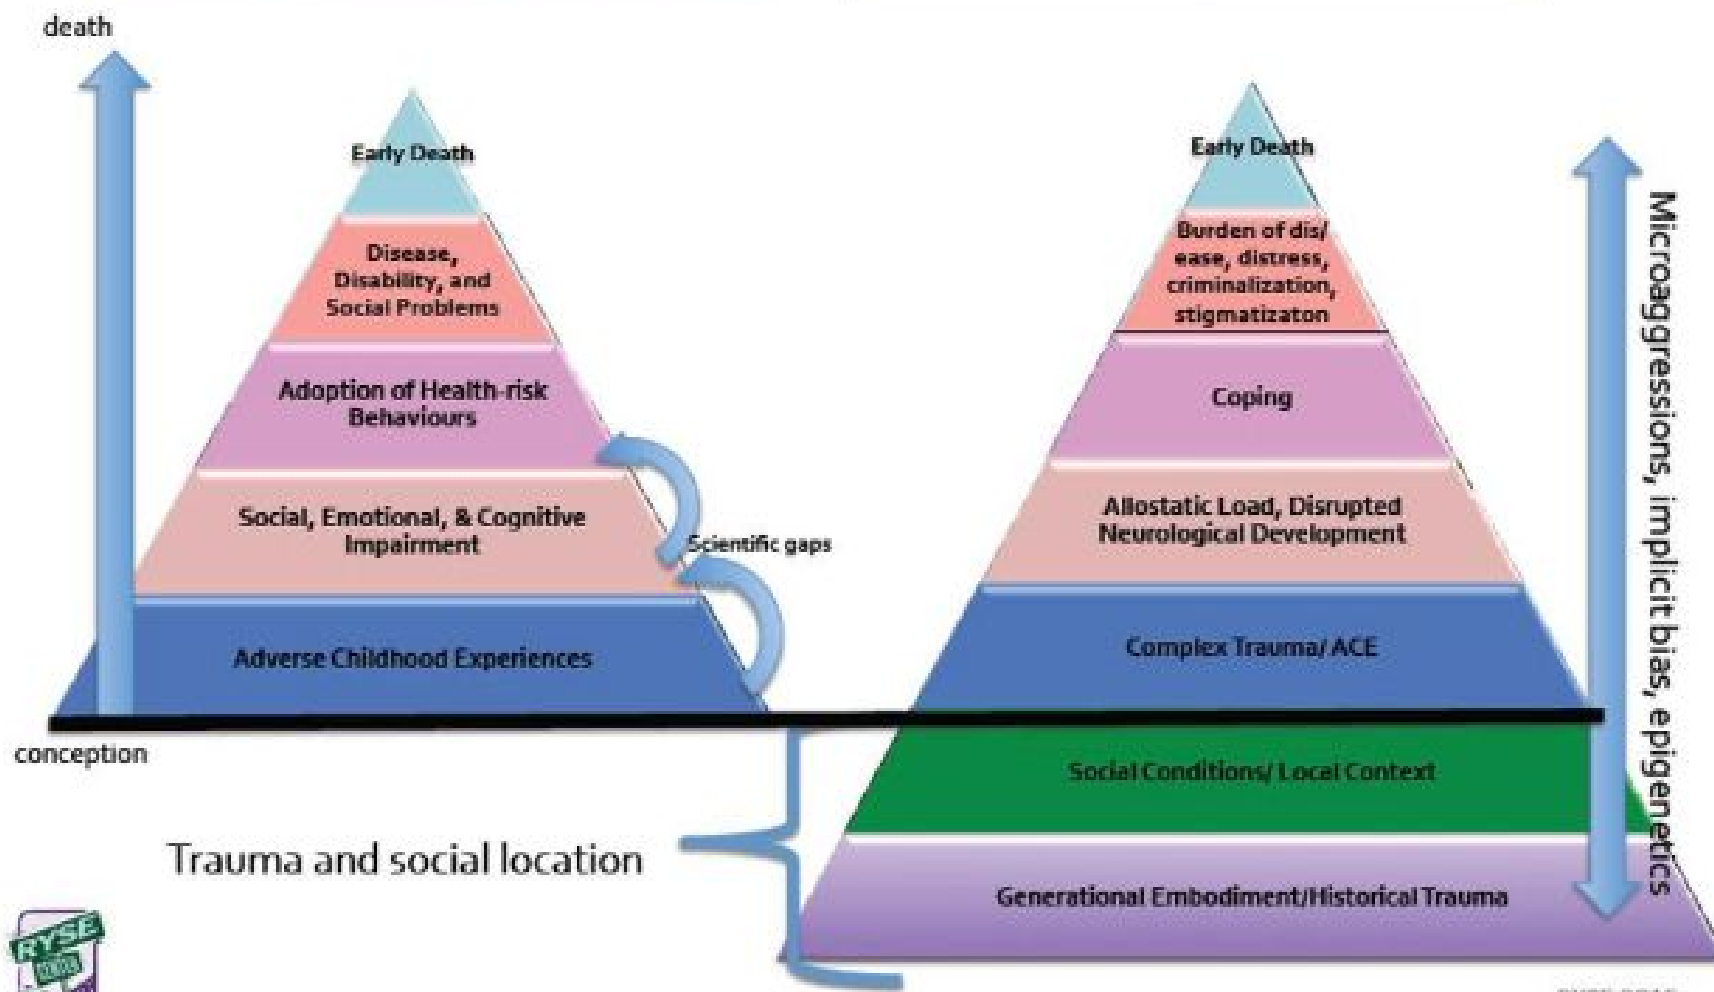 death
Early Death
Disease,
Disability, and
Social Problems
Adoption of Health-risk
Behaviours
Social, Emotional, & Cognitive
Impairment
Scientific gaps
Adverse Childhood Experiences
conception
Early Death
Burden of dis/
ease, distress,
criminalization,
stigmatizaton
Coping
Allostatic Load, Disrupted
Neurological Development
Complex Trauma/ ACE
Social Conditions/ Local Context
Generational Embodiment/Historical Trauma
Microaggressions, implicit bias, epigenetics
Trauma and social location
RYSE
CENTER